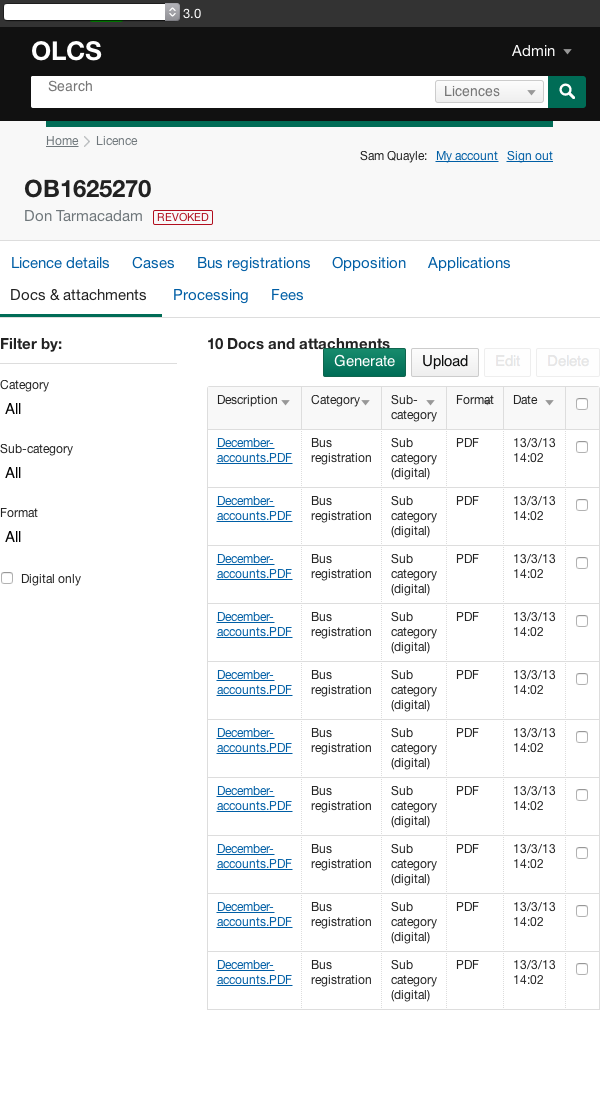 3.0
OLCS
Admin
Search
Licences
Home Licence
Sam Quayle: My account Sign out
OB1625270
Don Tarmacadam REVOKED
Licence details Cases Bus registrations Opposition Applications
Docs & attachments Processing Fees
Filter by:
Category
All
Sub-category
All
Format
All
Digital only
10 Docs and attachments
Generate Upload Edit Delete
Description Category Sub- Format Date
category
December- Bus Sub PDF 13/3/13
accounts.PDF registration category 14:02
(digital)
December- Bus Sub PDF 13/3/13
accounts.PDF registration category 14:02
(digital)
December- Bus Sub PDF 13/3/13
accounts.PDF registration category 14:02
(digital)
December- Bus Sub PDF 13/3/13
accounts.PDF registration category 14:02
(digital)
December- Bus Sub PDF 13/3/13
accounts.PDF registration category 14:02
(digital)
December- Bus Sub PDF 13/3/13
accounts.PDF registration category 14:02
(digital)
December- Bus Sub PDF 13/3/13
accounts.PDF registration category 14:02
(digital)
December- Bus Sub PDF 13/3/13
accounts.PDF registration category 14:02
(digital)
December- Bus Sub PDF 13/3/13
accounts.PDF registration category 14:02
(digital)
December- Bus Sub PDF 13/3/13
accounts.PDF registration category 14:02
(digital)